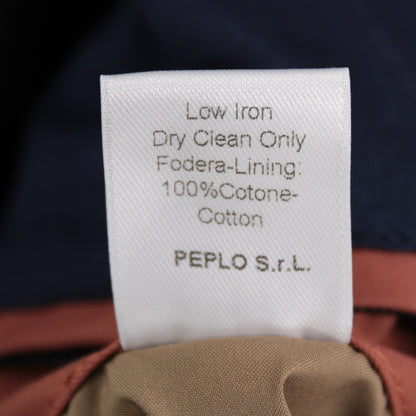 Low Iron
Dry Clean Only
Fodera-Lining:
100%Cotone-
Cotton
PEPLO S.r.L.